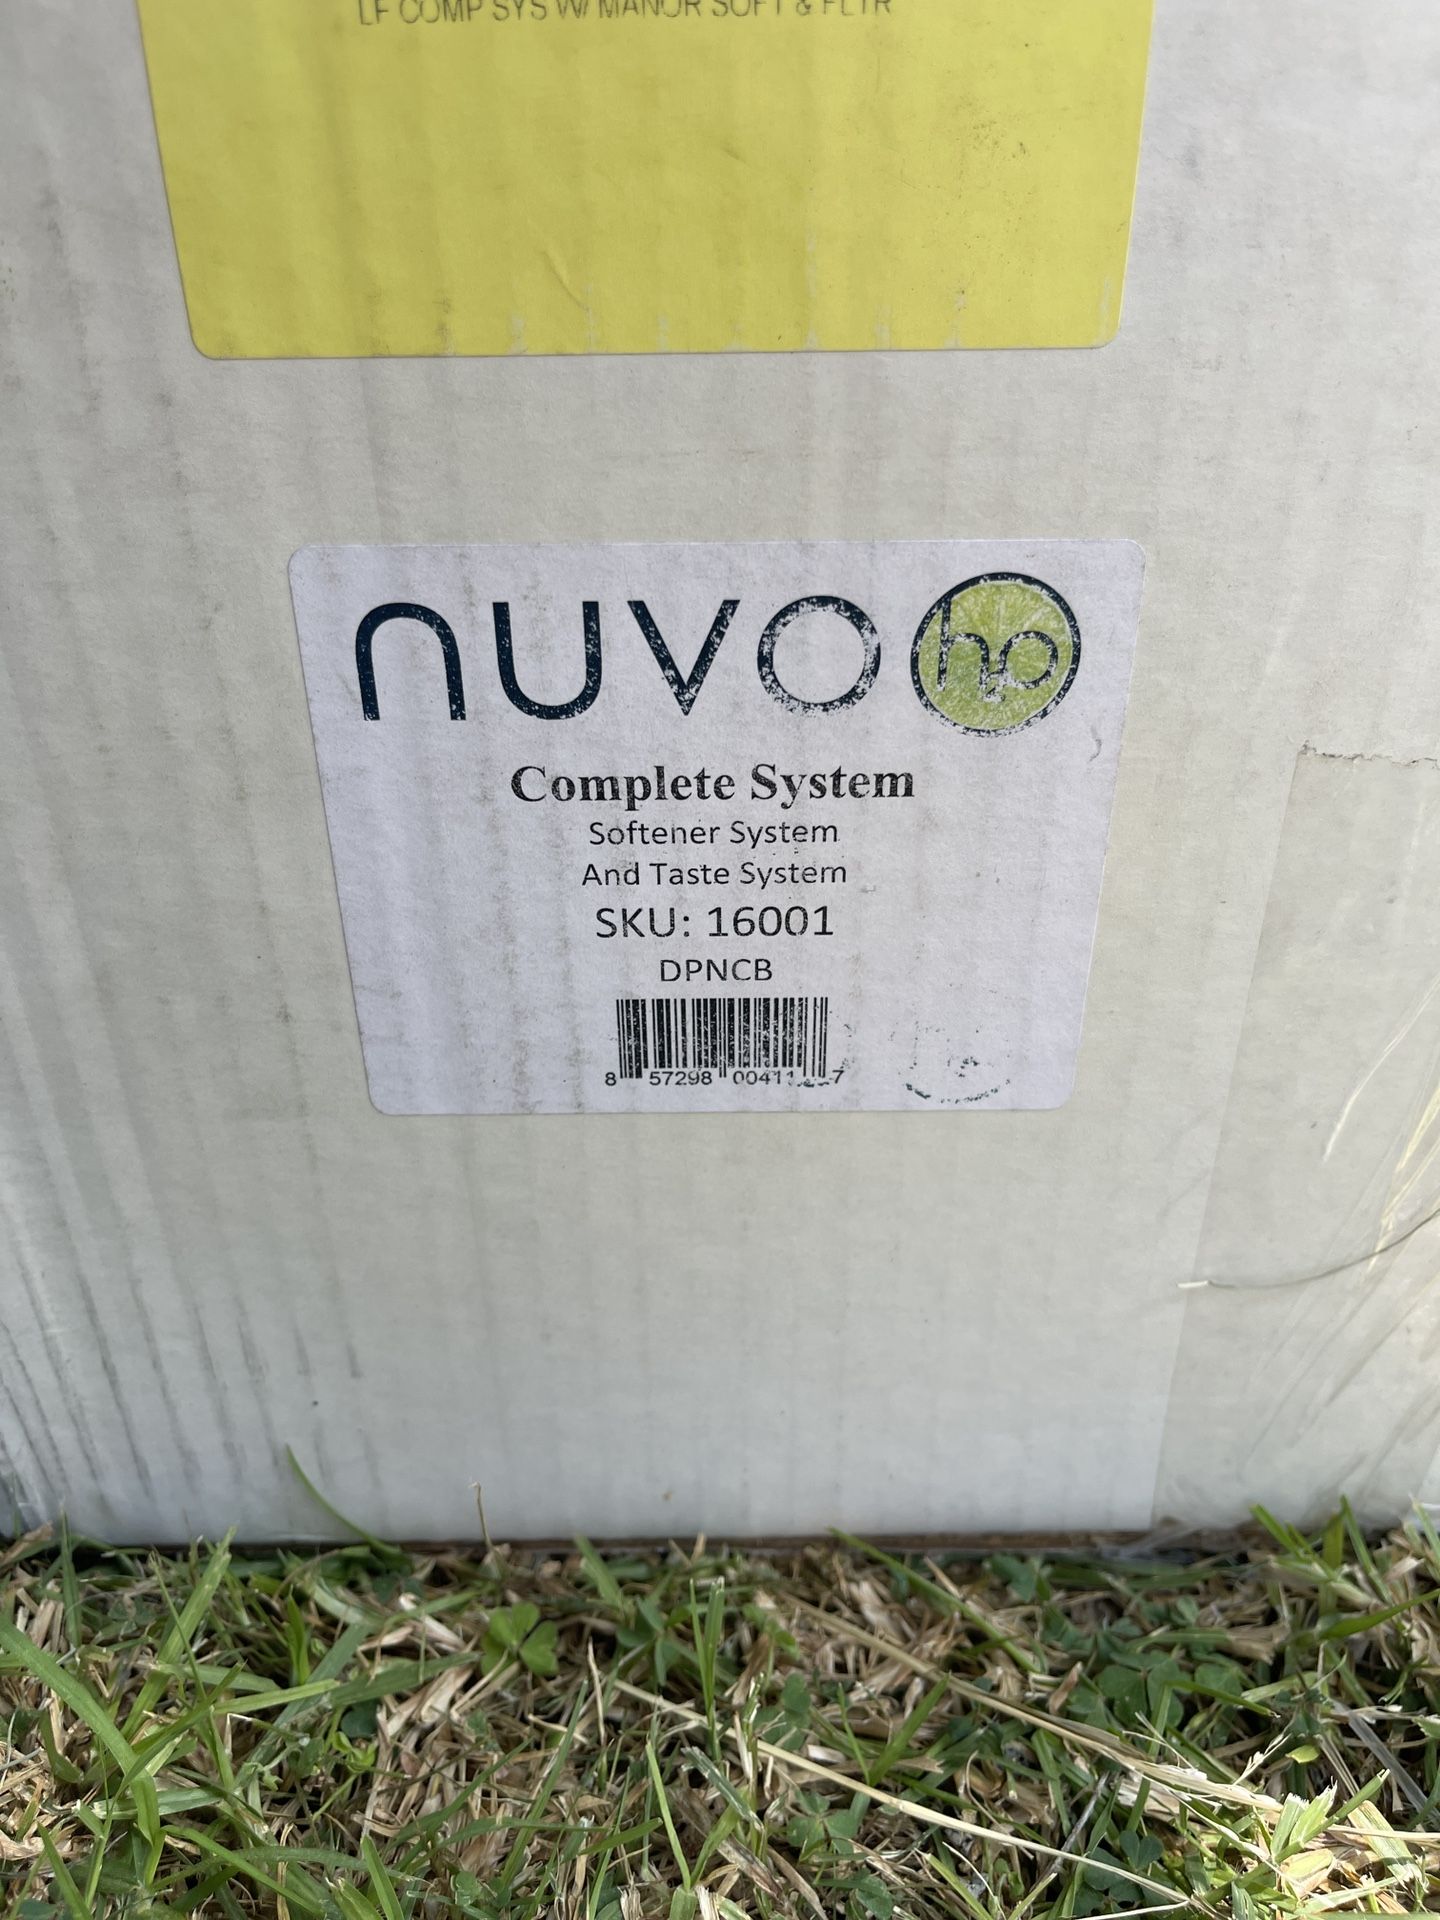 LF COMP SYS W/ MANOR SOFT & FLTR
nuvo h2o
Complete System
Softener System
And Taste System
SKU: 16001
DPNCB
8 57298 00411 7